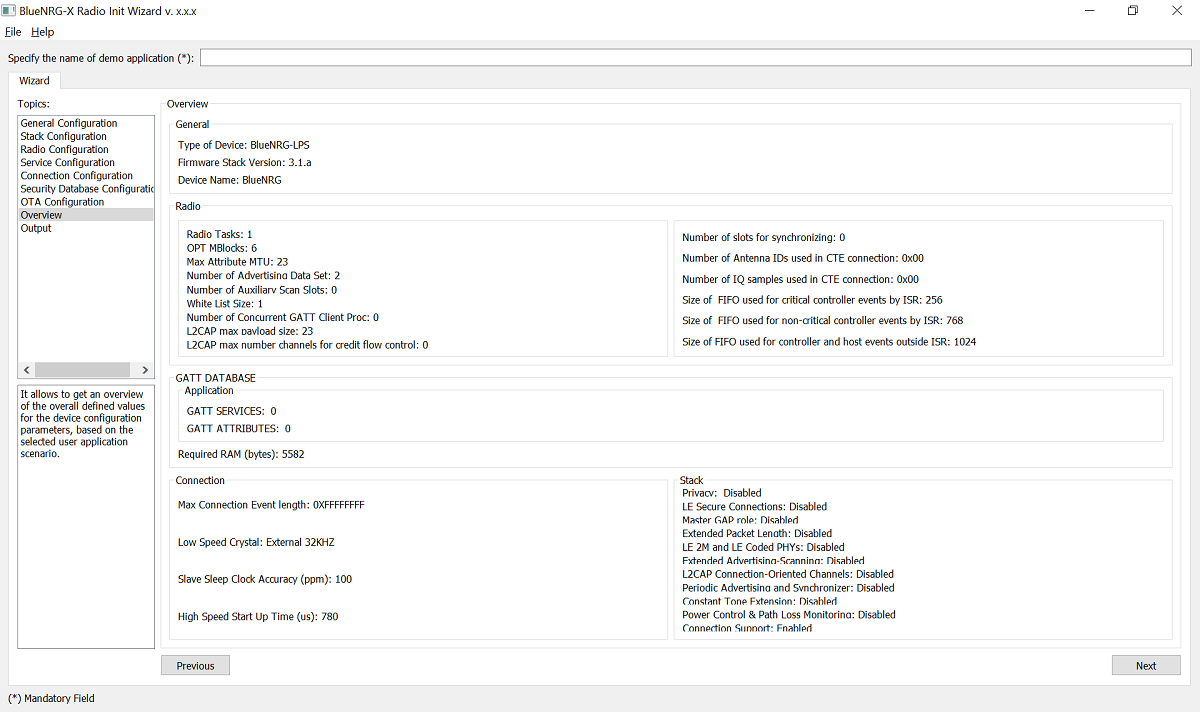 BlueNRG-X Radio Init Wizard v. x.x.x
File Help
Specify the name of demo application (*):
Wizard
Topics:
General Configuration
Stack Configuration
Radio Configuration
Service Configuration
Connection Configuration
Security Database Configuratic
OTA Configuration
Overview
Output
It allows to get an overview
of the overall defined values
for the device configuration
parameters, based on the
selected user application
scenario.
Overview
General
Type of Device: BlueNRG-LPS
Firmware Stack Version: 3.1.a
Device Name: BlueNRG
Radio
Radio Tasks: 1
OPT MBlocks: 6
Max Attribute MTU: 23
Number of Advertising Data Set: 2
Number of Auxiliary Scan Slots: 0
White List Size: 1
Number of Concurrent GATT Client Proc: 0
L2CAP max payload size: 23
L2CAP max number channels for credit flow control: 0
Number of slots for synchronizing: 0
Number of Antenna IDs used in CTE connection: 0x00
Number of IQ samples used in CTE connection: 0x00
Size of  FIFO used for critical controller events by ISR: 256
Size of  FIFO used for non-critical controller events by ISR: 768
Size of FIFO used for controller and host events outside ISR: 1024
GATT DATABASE
Application
GATT SERVICES:  0
GATT ATTRIBUTES:  0
Required RAM (bytes): 5582
Connection
Max Connection Event length: 0XFFFFFFFF
Low Speed Crystal: External 32KHZ
Slave Sleep Clock Accuracy (ppm): 100
High Speed Start Up Time (us): 780
Stack
Privacy:  Disabled
LE Secure Connections: Disabled
Master GAP role: Disabled
Extended Packet Length: Disabled
LE 2M and LE Coded PHYs: Disabled
Extended Advertising-Scanning: Disabled
L2CAP Connection-Oriented Channels: Disabled
Periodic Advertising and Synchronizer: Disabled
Constant Tone Extension: Disabled
Power Control & Path Loss Monitoring: Disabled
Connection Support: Enabled
Previous
Next
(*) Mandatory Field